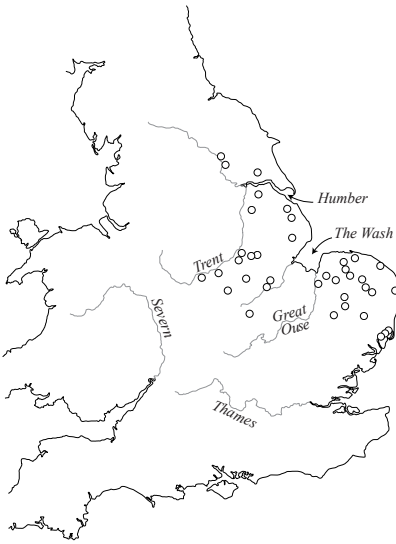 Humber
The Wash
Trent
Severn
Great
Ouse
Thames